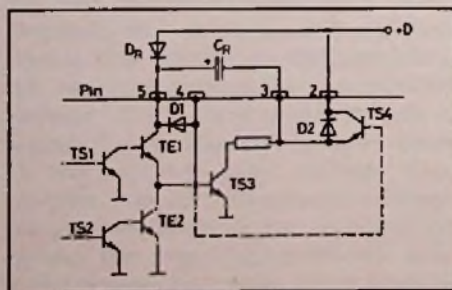 +D
DR
CR
+
Pin
5 4 3 2
D1
D2
TS4
TS1
TE1
TS3
TS2
TE2